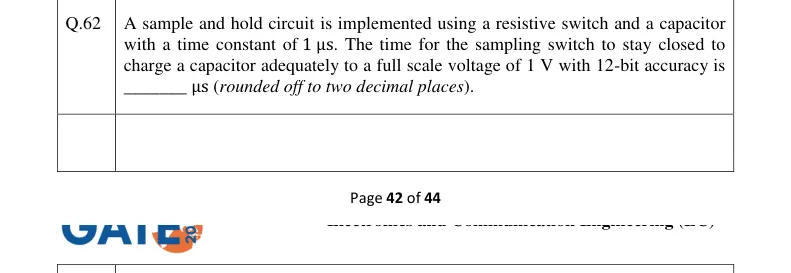 Q.62 A sample and hold circuit is implemented using a resistive switch and a capacitor
with a time constant of 1 μs. The time for the sampling switch to stay closed to
charge a capacitor adequately to a full scale voltage of 1 V with 12-bit accuracy is
_______ μs (rounded off to two decimal places).
Page 42 of 44
GATE 20